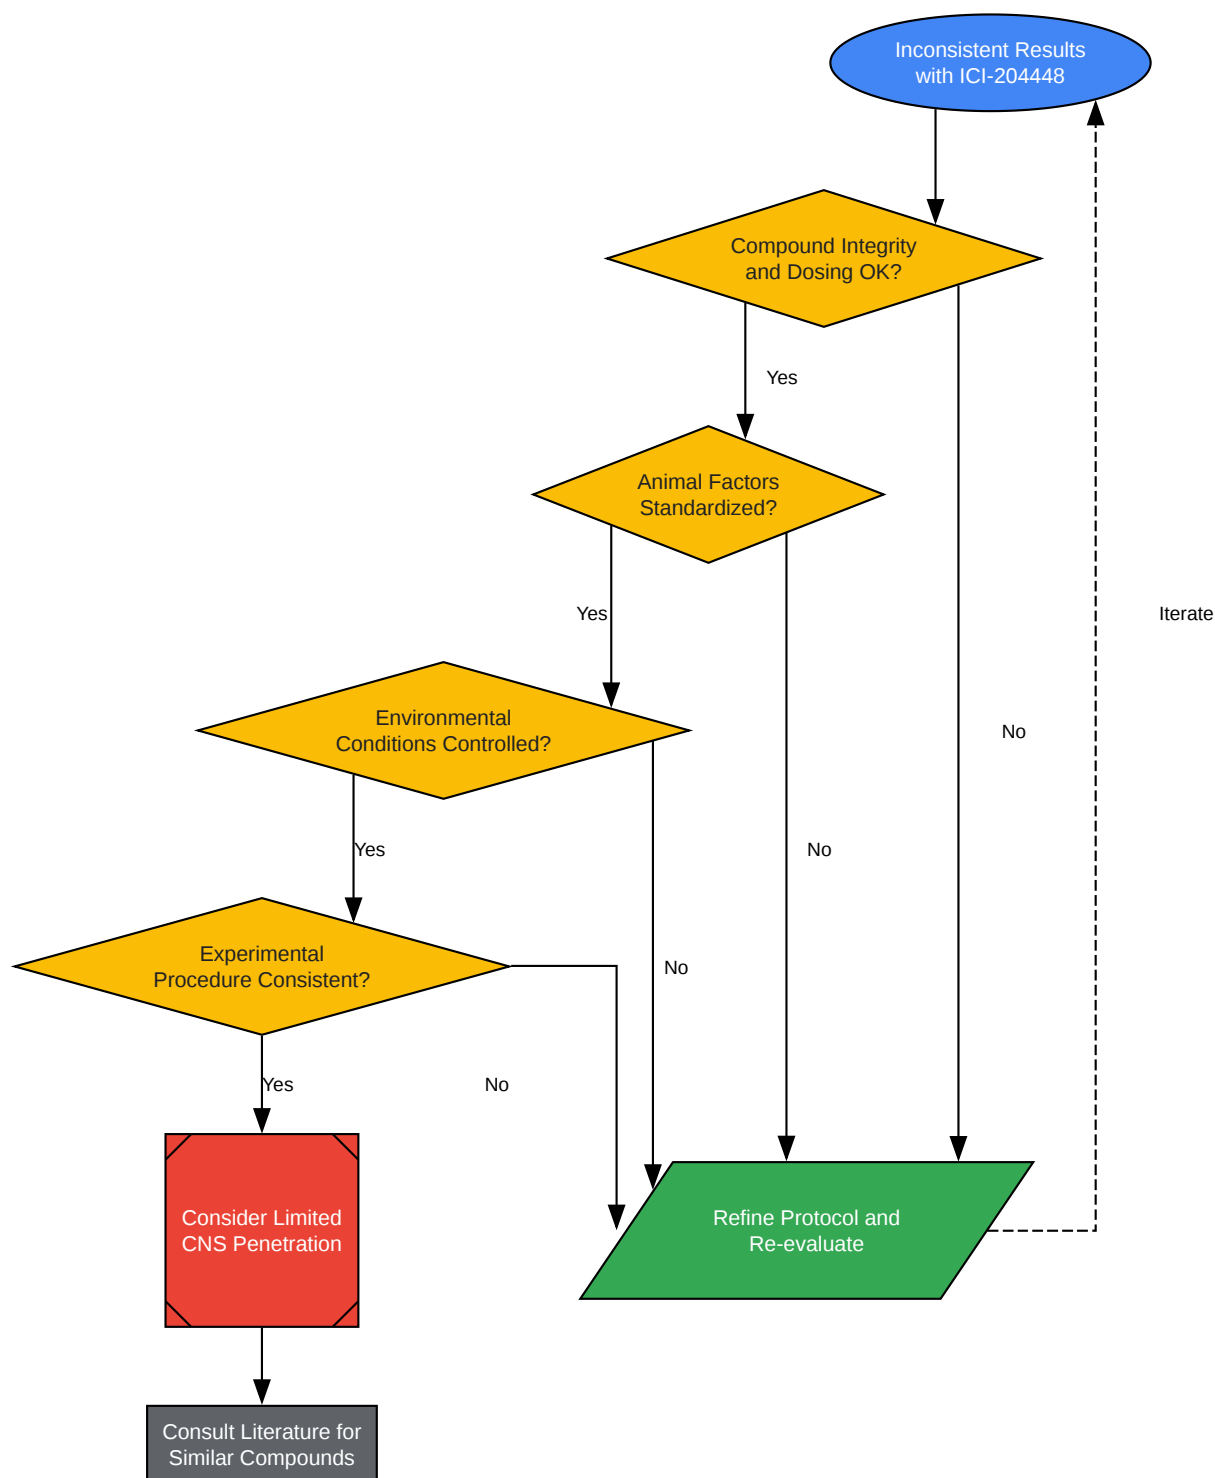 Inconsistent Results
with ICI-204448
Compound Integrity
and Dosing OK?
Yes
Animal Factors
Standardized?
Yes
Iterate
Environmental
Conditions Controlled?
No
Yes
No
Experimental
Procedure Consistent?
No
Yes
No
Consider Limited
CNS Penetration
Refine Protocol and
Re-evaluate
Consult Literature for
Similar Compounds